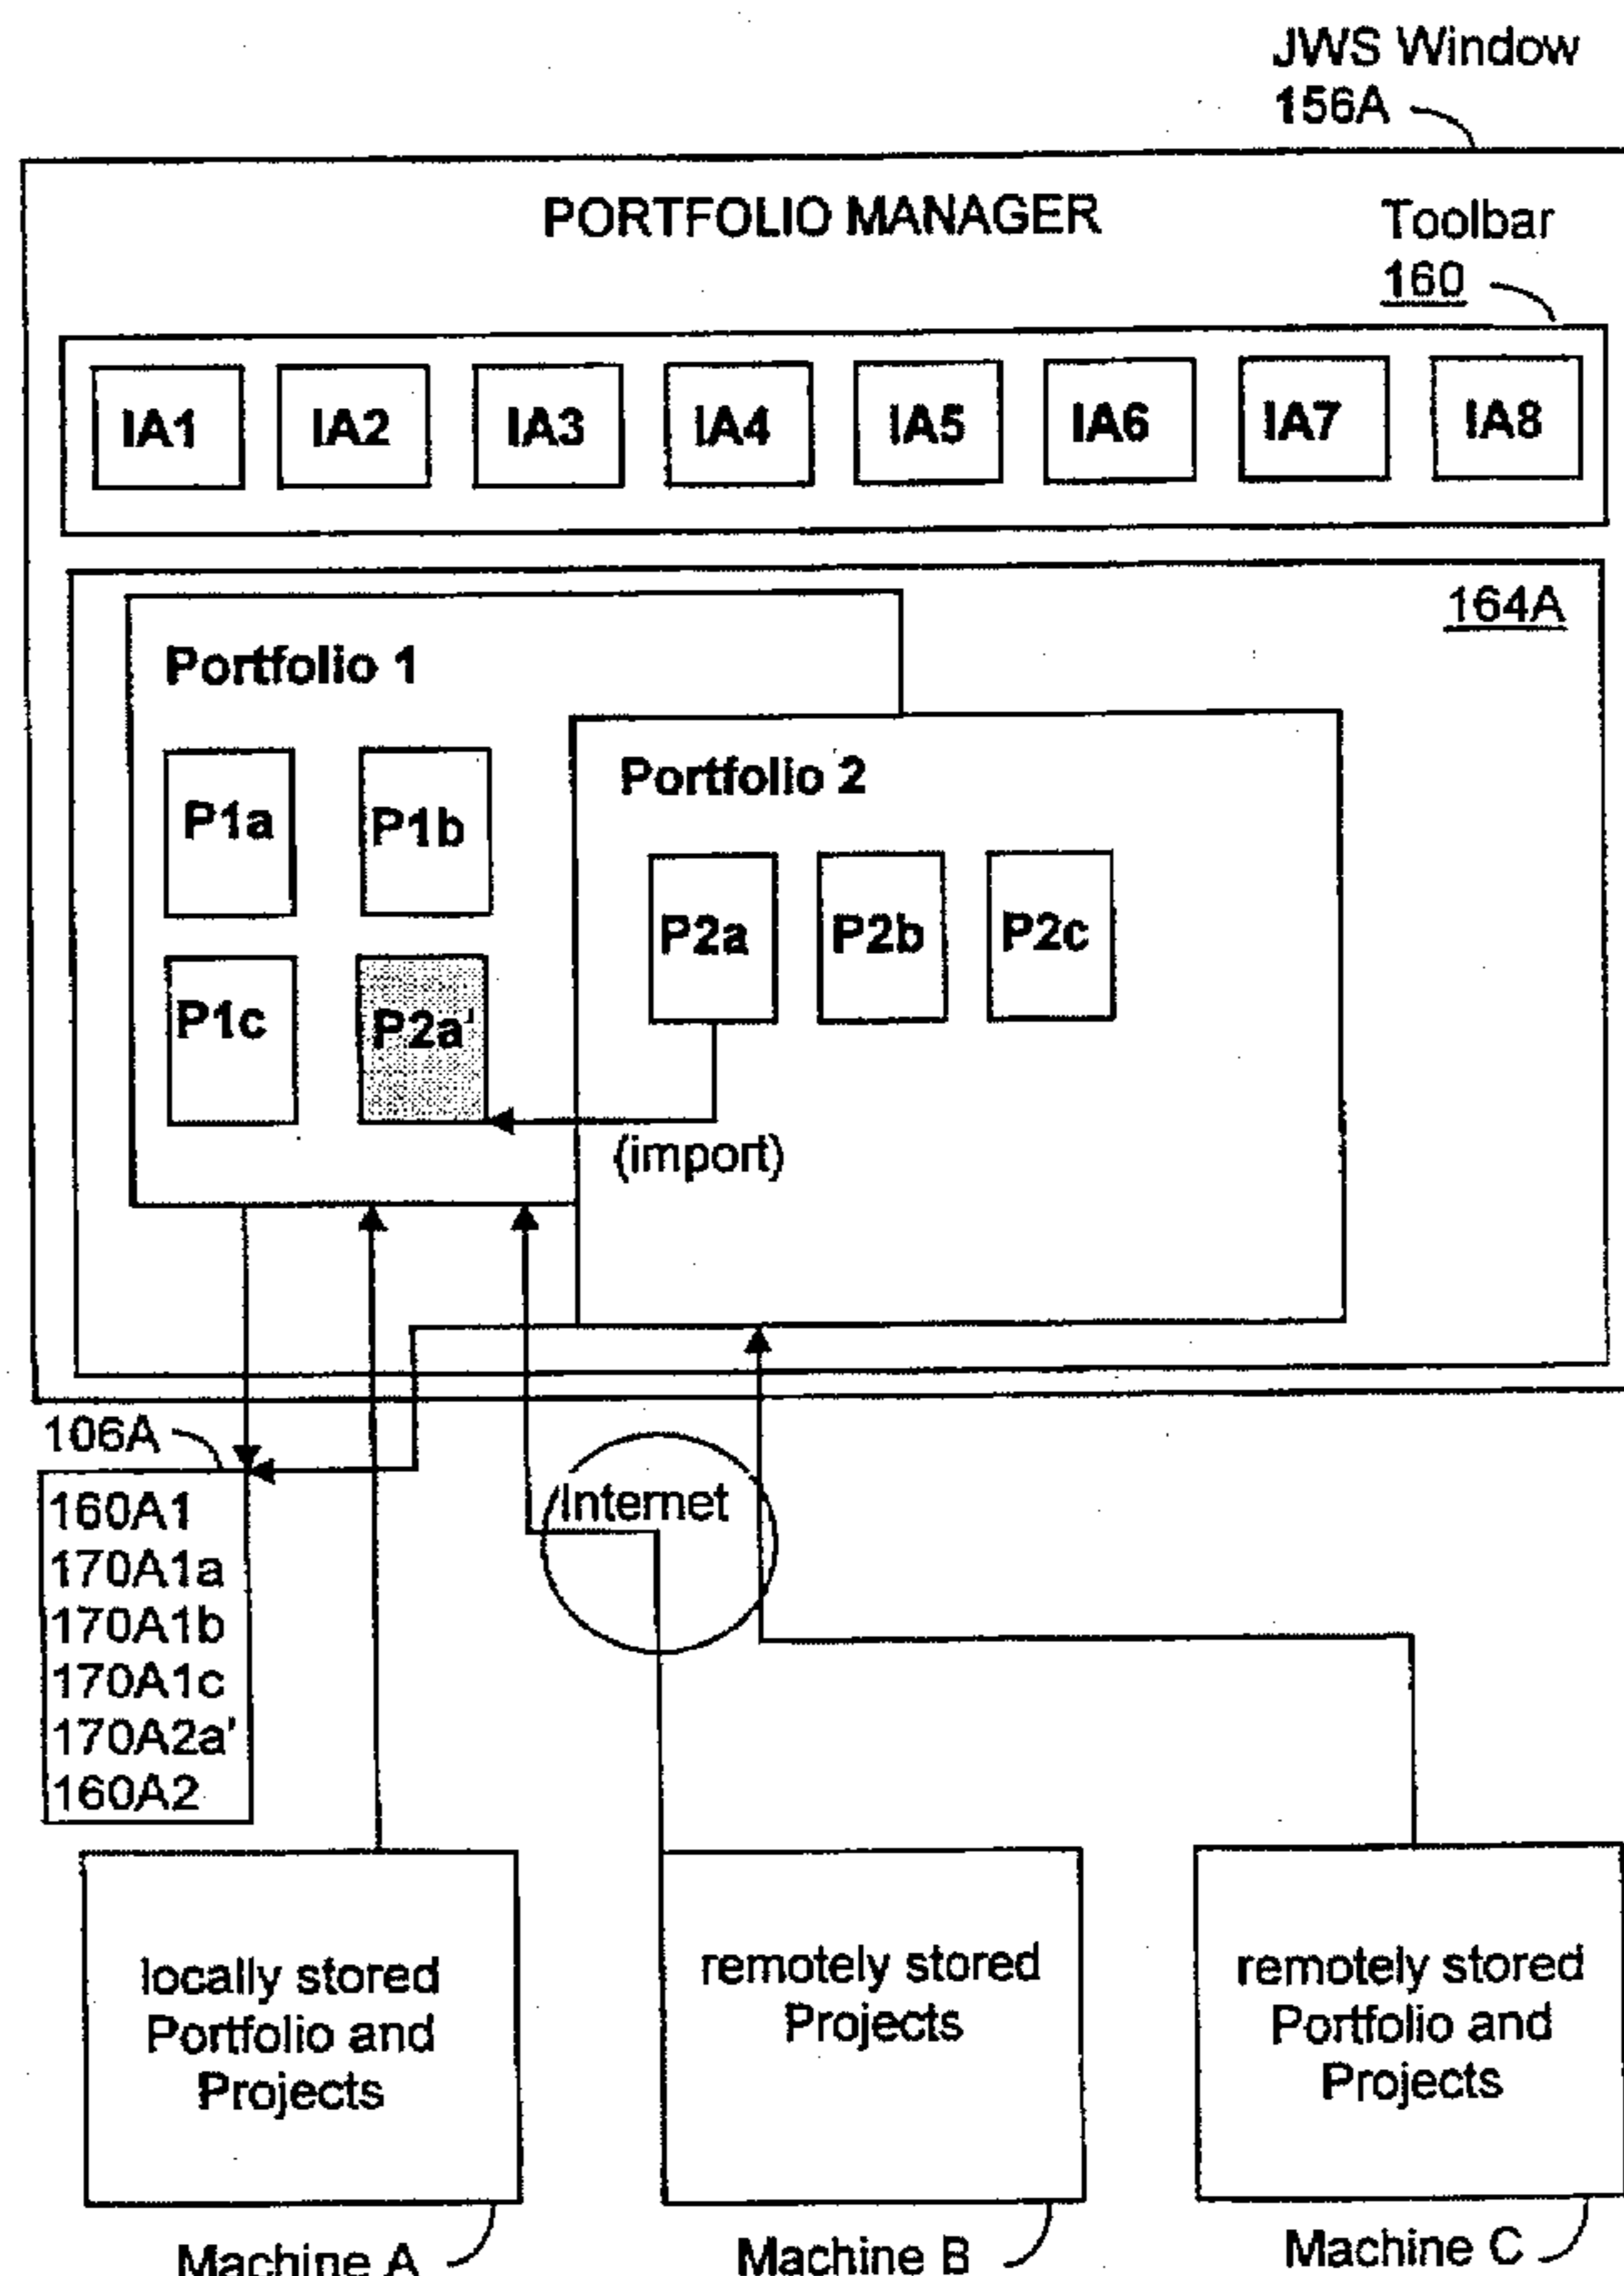 JWS Window
156A
PORTFOLIO MANAGER
Toolbar
160
IA1 IA2 IA3 IA4 IA5 IA6 IA7 IA8
164A
Portfolio 1
Portfolio 2
P1a P1b
P2a P2b P2c
P1c P2a'
(import)
106A
Internet
160A1
170A1a
170A1b
170A1c
170A2a'
160A2
locally stored
Portfolio and
Projects
remotely stored
Projects
remotely stored
Portfolio and
Projects
Machine A
Machine B
Machine C